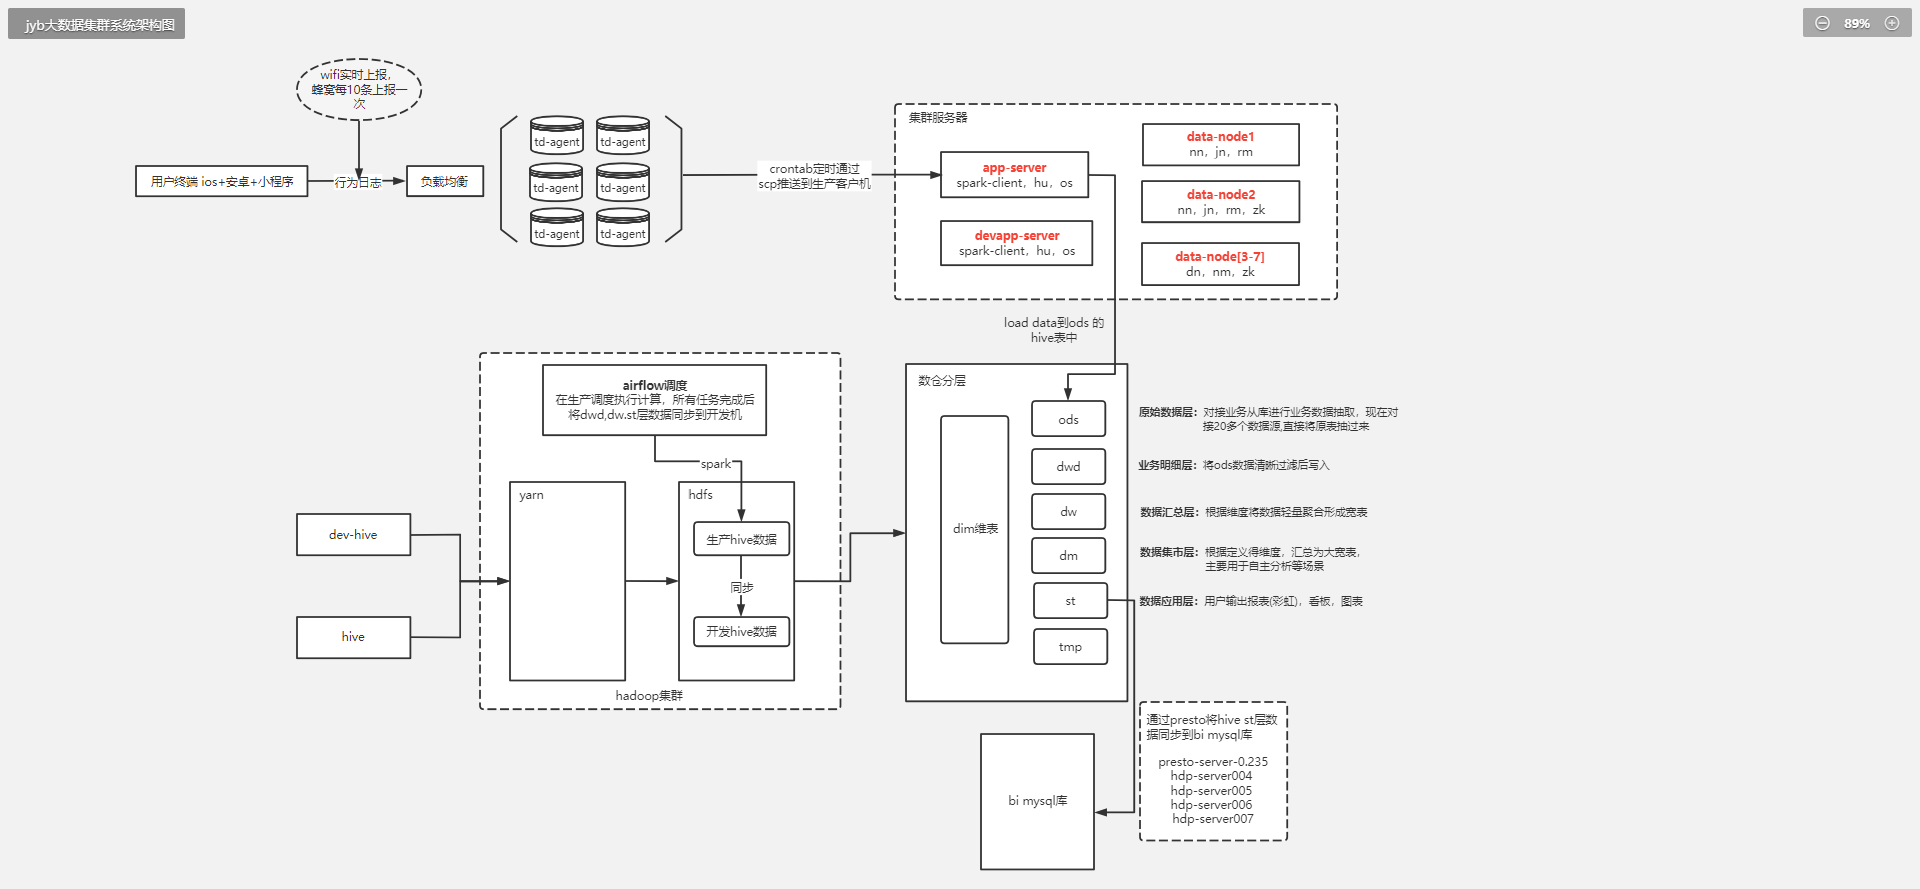 jyb大数据集群系统架构图
89%
wifi实时上报，
蜂窝每10条上报一
次
用户终端 ios+安卓+小程序
行为日志
负载均衡
td-agent
td-agent
td-agent
td-agent
td-agent
td-agent
crontab定时通过
scp推送到生产客户机
集群服务器
app-server
spark-client，hu，os
devapp-server
spark-client，hu，os
data-node1
nn，jn，rm
data-node2
nn，jn，rm，zk
data-node[3-7]
dn，nm，zk
load data到ods 的
hive表中
airflow调度
在生产调度执行计算，所有任务完成后
将dwd,dw.st层数据同步到开发机
spark
yarn
hdfs
生产hive数据
同步
开发hive数据
hadoop集群
dev-hive
hive
数仓分层
dim维表
ods
dwd
dw
dm
st
tmp
原始数据层：对接业务从库进行业务数据抽取，现在对
接20多个数据源,直接将原表抽过来
业务明细层：将ods数据清晰过滤后写入
数据汇总层：根据维度将数据轻量聚合形成宽表
数据集市层：根据定义得维度，汇总为大宽表，
主要用于自主分析等场景
数据应用层：用户输出报表(彩虹)，看板，图表
bi mysql库
通过presto将hive st层数
据同步到bi mysql库
presto-server-0.235
hdp-server004
hdp-server005
hdp-server006
hdp-server007